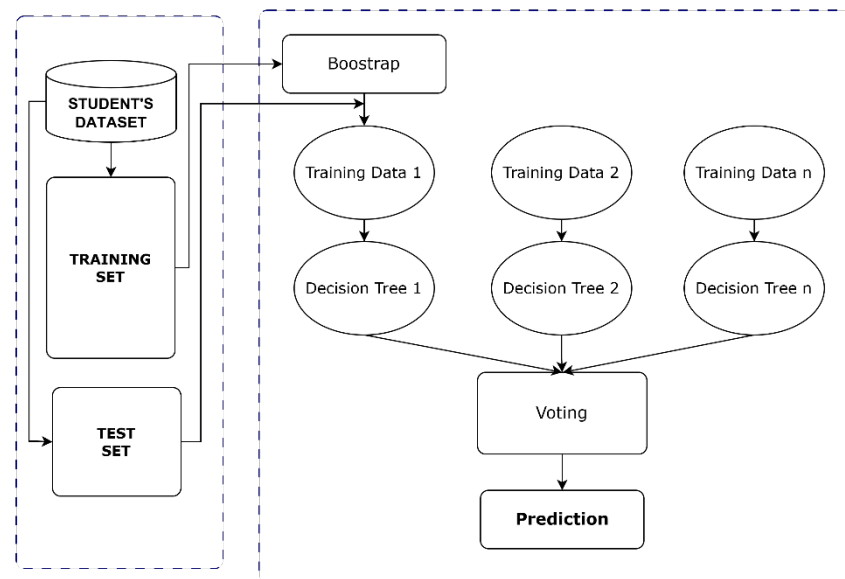 STUDENT'S
DATASET
TRAINING
SET
TEST
SET
Boostrap
Training Data 1
Training Data 2
Training Data n
Decision Tree 1
Decision Tree 2
Decision Tree n
Voting
Prediction